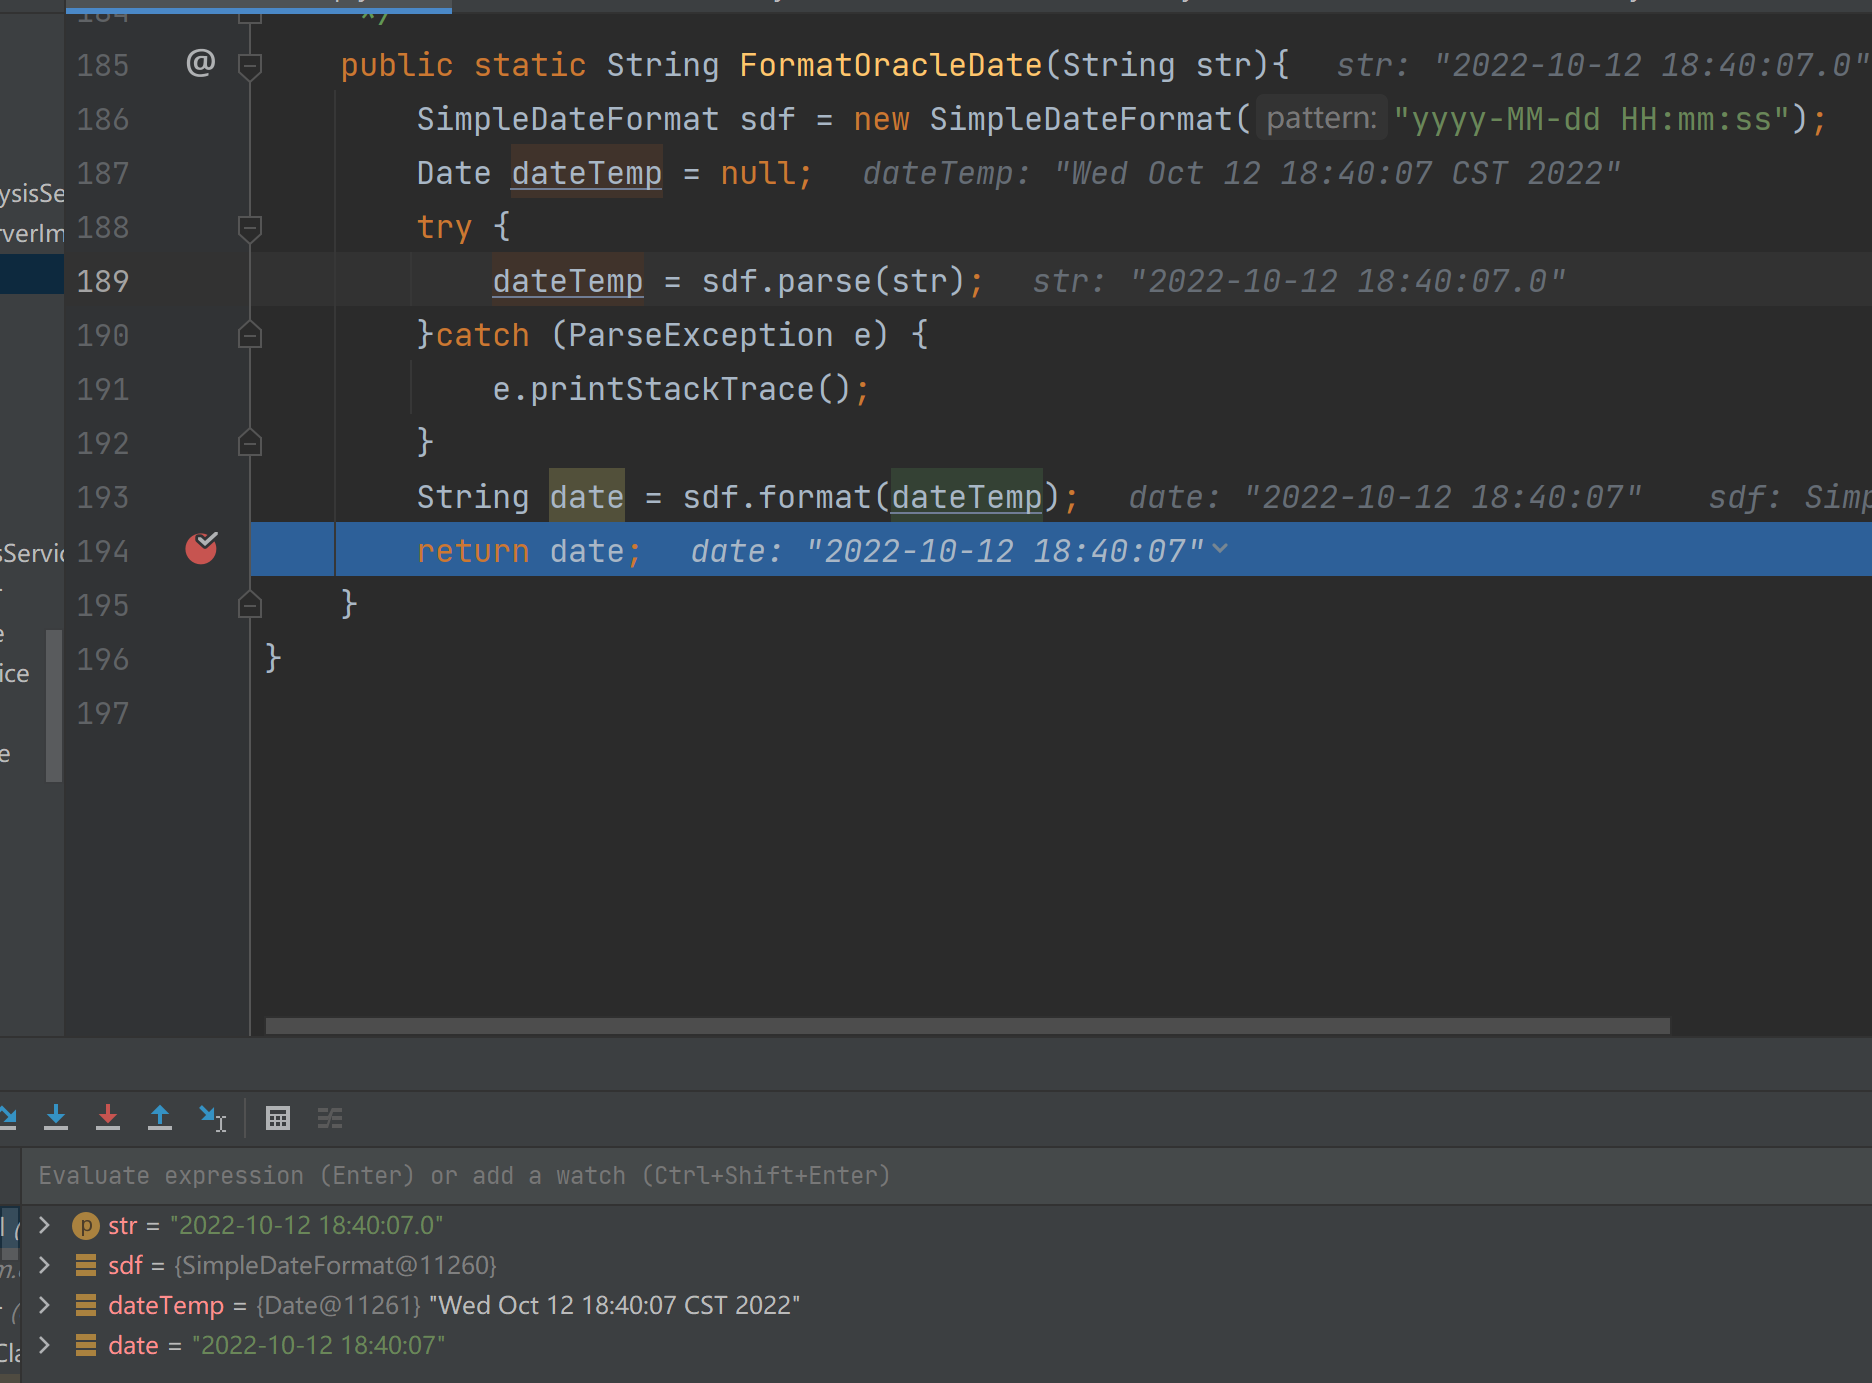 184 */
185 @ public static String FormatOracleDate(String str){ str: "2022-10-12 18:40:07.0"
186 SimpleDateFormat sdf = new SimpleDateFormat( pattern: "yyyy-MM-dd HH:mm:ss");
187 Date dateTemp = null; dateTemp: "Wed Oct 12 18:40:07 CST 2022"
188 try {
189 dateTemp = sdf.parse(str); str: "2022-10-12 18:40:07.0"
190 }catch (ParseException e) {
191 e.printStackTrace();
192 }
193 String date = sdf.format(dateTemp); date: "2022-10-12 18:40:07" sdf: Simp
194 return date; date: "2022-10-12 18:40:07"
195 }
196 }
197
ysisSe
verIm
sServic
e
ice
e
Evaluate expression (Enter) or add a watch (Ctrl+Shift+Enter)
p str = "2022-10-12 18:40:07.0"
sdf = {SimpleDateFormat@11260}
dateTemp = {Date@11261} "Wed Oct 12 18:40:07 CST 2022"
date = "2022-10-12 18:40:07"